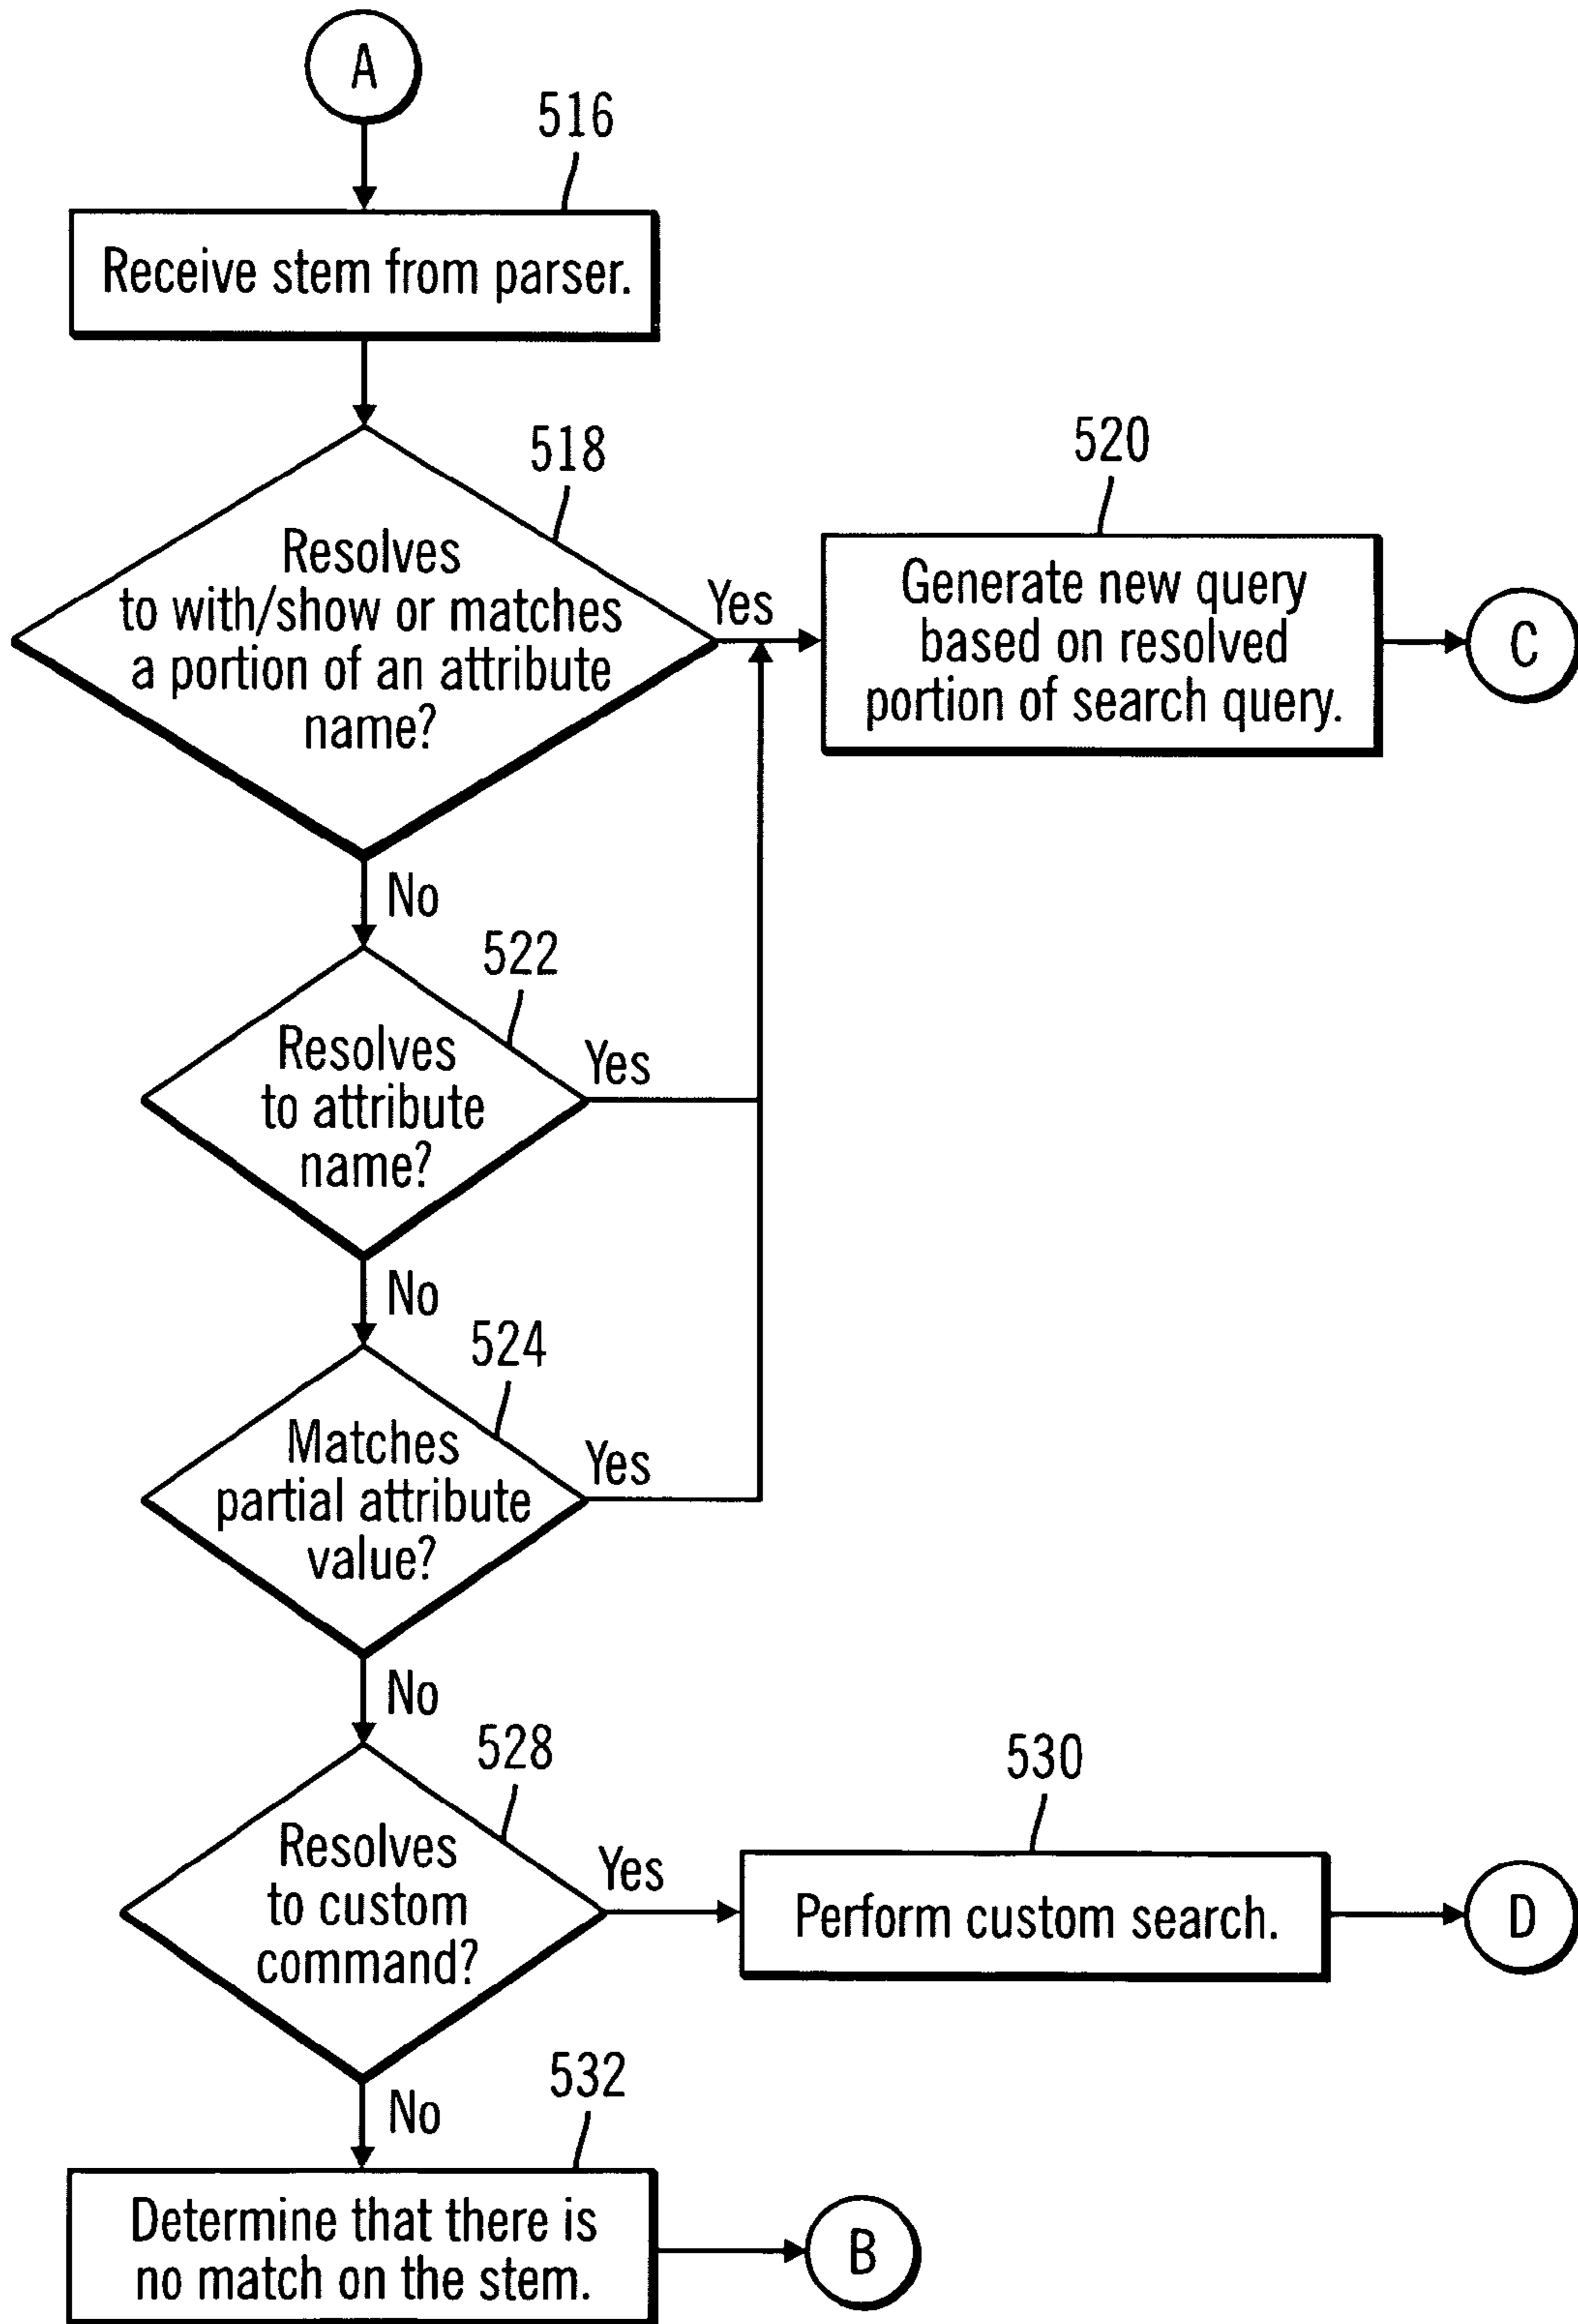 A
516
Receive stem from parser.
518
Resolves
to with/show or matches
a portion of an attribute
name?
Yes
520
Generate new query
based on resolved
portion of search query.
C
No
522
Resolves
to attribute
name?
Yes
No
524
Matches
partial attribute
value?
Yes
No
528
Resolves
to custom
command?
Yes
530
Perform custom search.
D
No
532
Determine that there is
no match on the stem.
B